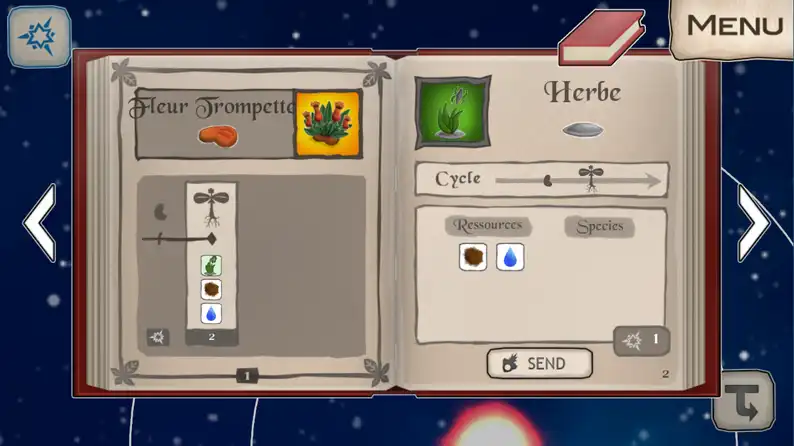 MENU
Fleur Trompette
2
1
Herbe
Cycle
Ressources
Species
1
SEND
2